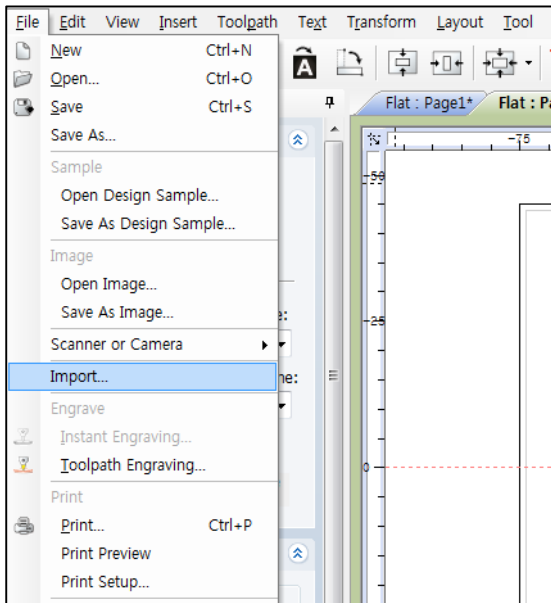 File Edit View Insert Toolpath Text Transform Layout Tool
New Ctrl+N
Open... Ctrl+O
Save Ctrl+S
Save As...
Sample
Open Design Sample...
Save As Design Sample...
Image
Open Image...
Save As Image...
Scanner or Camera
Import...
Engrave
Instant Engraving...
Toolpath Engraving...
Print
Print... Ctrl+P
Print Preview
Print Setup...
A
Flat : Page1* Flat : Pa
-75
-50
-25
0
e:
ne: